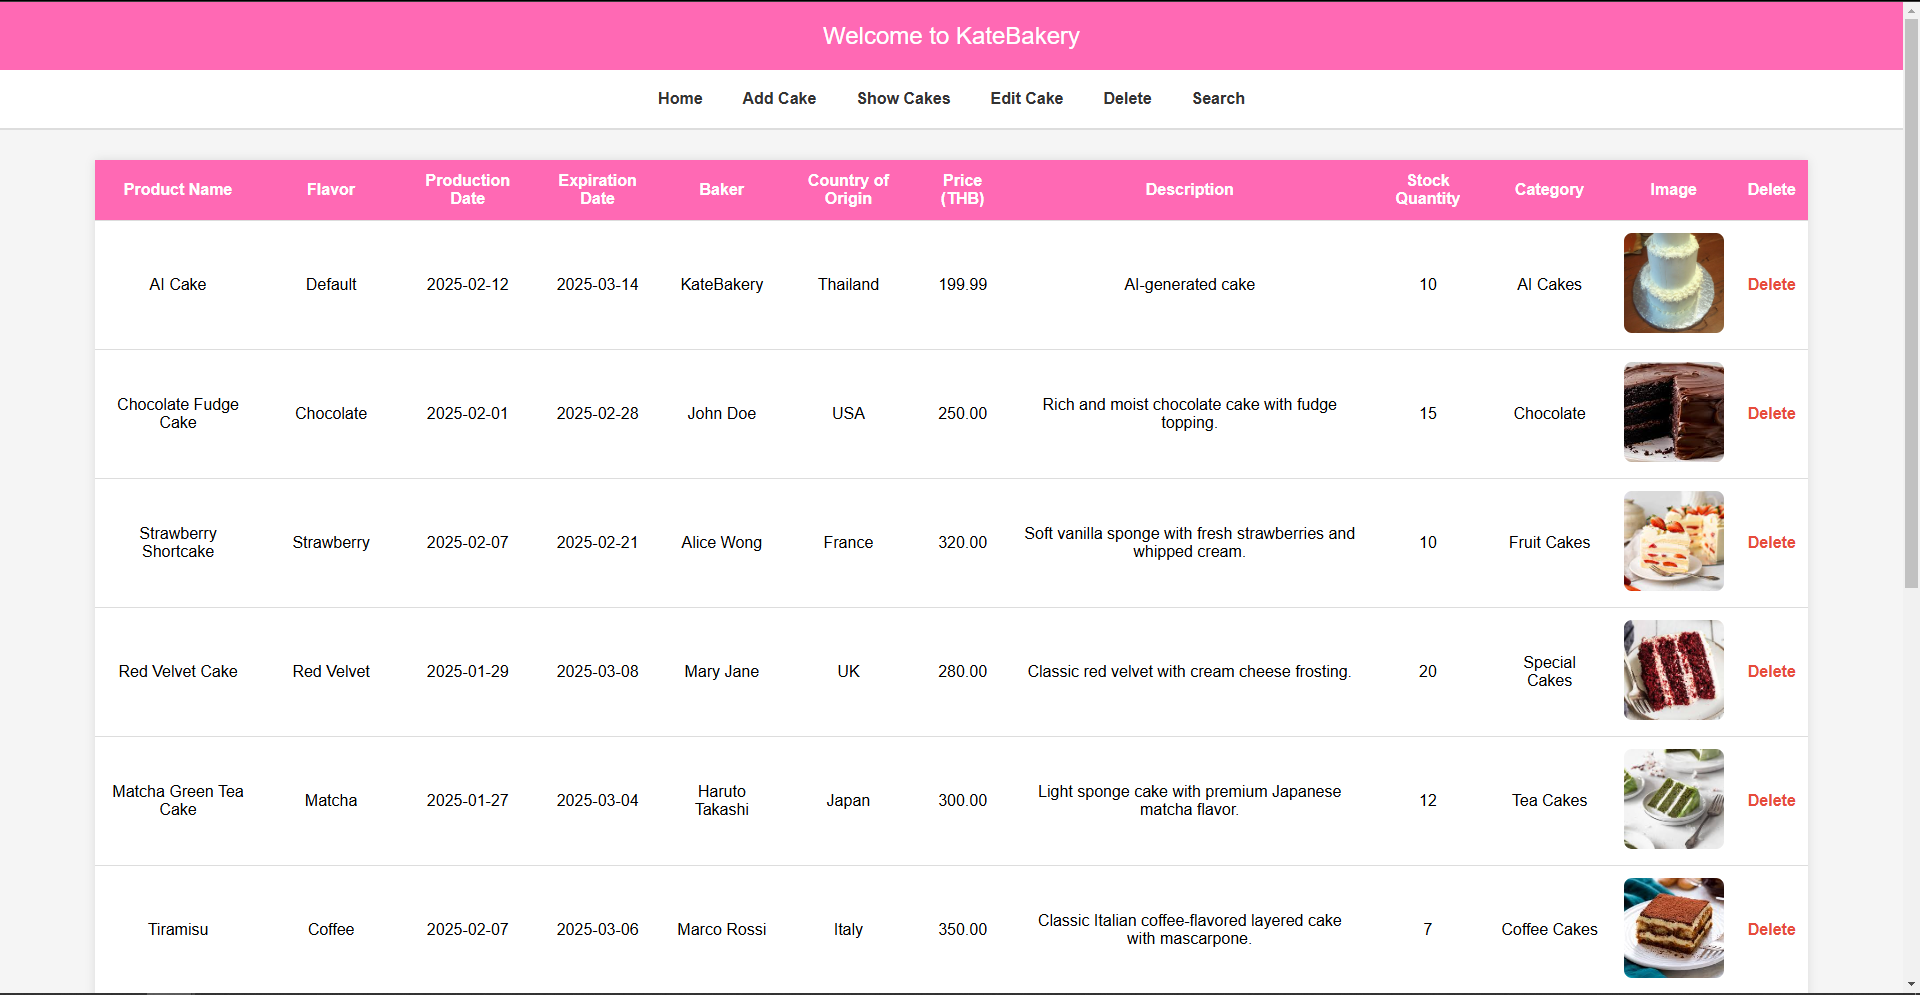 Welcome to KateBakery
Home Add Cake Show Cakes Edit Cake Delete Search
Product Name Flavor Production Date Expiration Date Baker Country of Origin Price (THB) Description Stock Quantity Category Image Delete
AI Cake Default 2025-02-12 2025-03-14 KateBakery Thailand 199.99 AI-generated cake 10 AI Cakes Delete
Chocolate Fudge Cake Chocolate 2025-02-01 2025-02-28 John Doe USA 250.00 Rich and moist chocolate cake with fudge topping. 15 Chocolate Delete
Strawberry Shortcake Strawberry 2025-02-07 2025-02-21 Alice Wong France 320.00 Soft vanilla sponge with fresh strawberries and whipped cream. 10 Fruit Cakes Delete
Red Velvet Cake Red Velvet 2025-01-29 2025-03-08 Mary Jane UK 280.00 Classic red velvet with cream cheese frosting. 20 Special Cakes Delete
Matcha Green Tea Cake Matcha 2025-01-27 2025-03-04 Haruto Takashi Japan 300.00 Light sponge cake with premium Japanese matcha flavor. 12 Tea Cakes Delete
Tiramisu Coffee 2025-02-07 2025-03-06 Marco Rossi Italy 350.00 Classic Italian coffee-flavored layered cake with mascarpone. 7 Coffee Cakes Delete